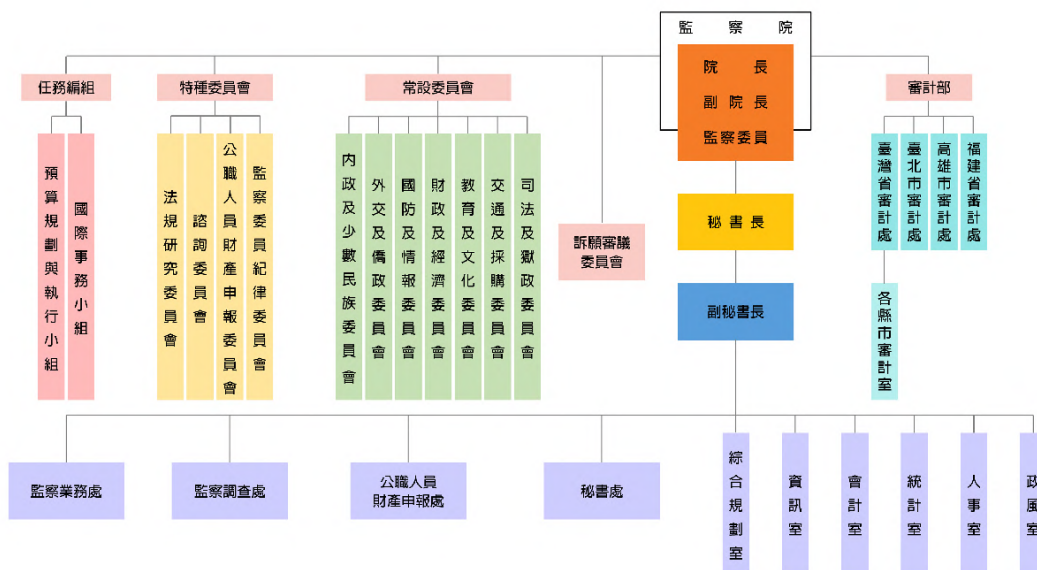 監察院
院長
副院長
監察委員
任務編組
特種委員會
常設委員會
審計部
預算規劃與執行小組
國際事務小組
法規研究委員會
諮詢委員會
公職人員財產申報委員會
監察委員紀律委員會
內政及少數民族委員會
外交及僑政委員會
國防及情報委員會
財政及經濟委員會
教育及文化委員會
交通及採購委員會
司法及獄政委員會
訴願審議
委員會
秘書長
副秘書長
臺灣省審計處
臺北市審計處
高雄市審計處
福建省審計處
各縣市審計室
監察業務處
監察調查處
公職人員
財產申報處
秘書處
綜合規劃室
資訊室
會計室
統計室
人事室
政風室